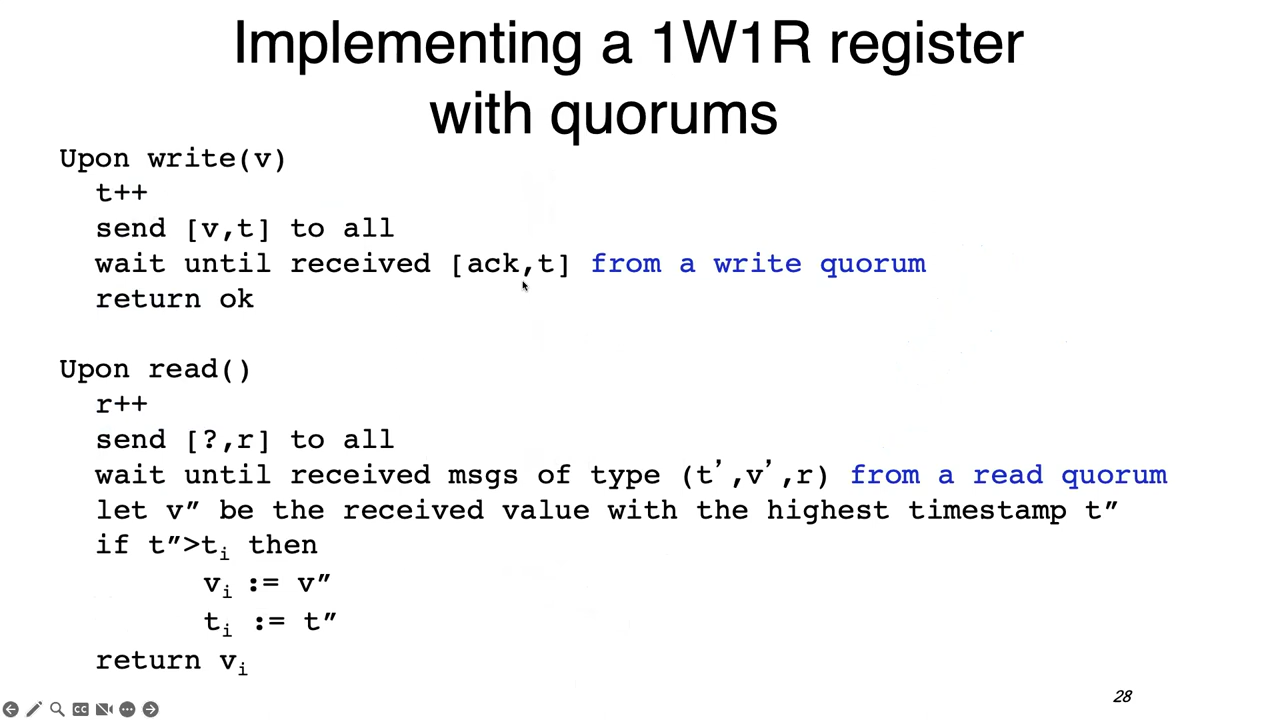 Implementing a 1W1R register
with quorums
Upon write(v)
t++
send [v,t] to all
wait until received [ack,t] from a write quorum
return ok
Upon read()
r++
send [?,r] to all
wait until received msgs of type (t’,v’,r) from a read quorum
let v” be the received value with the highest timestamp t”
if t”>ti then
vi := v”
ti := t”
return vi
28
CC